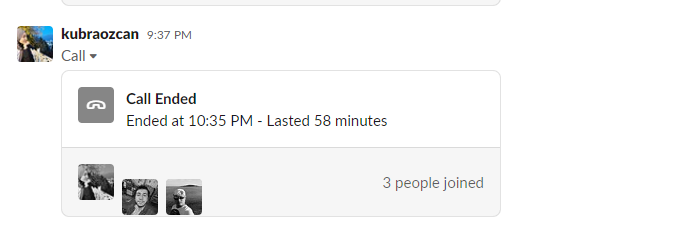 kubraozcan 9:37 PM
Call
Call Ended
Ended at 10:35 PM - Lasted 58 minutes
3 people joined